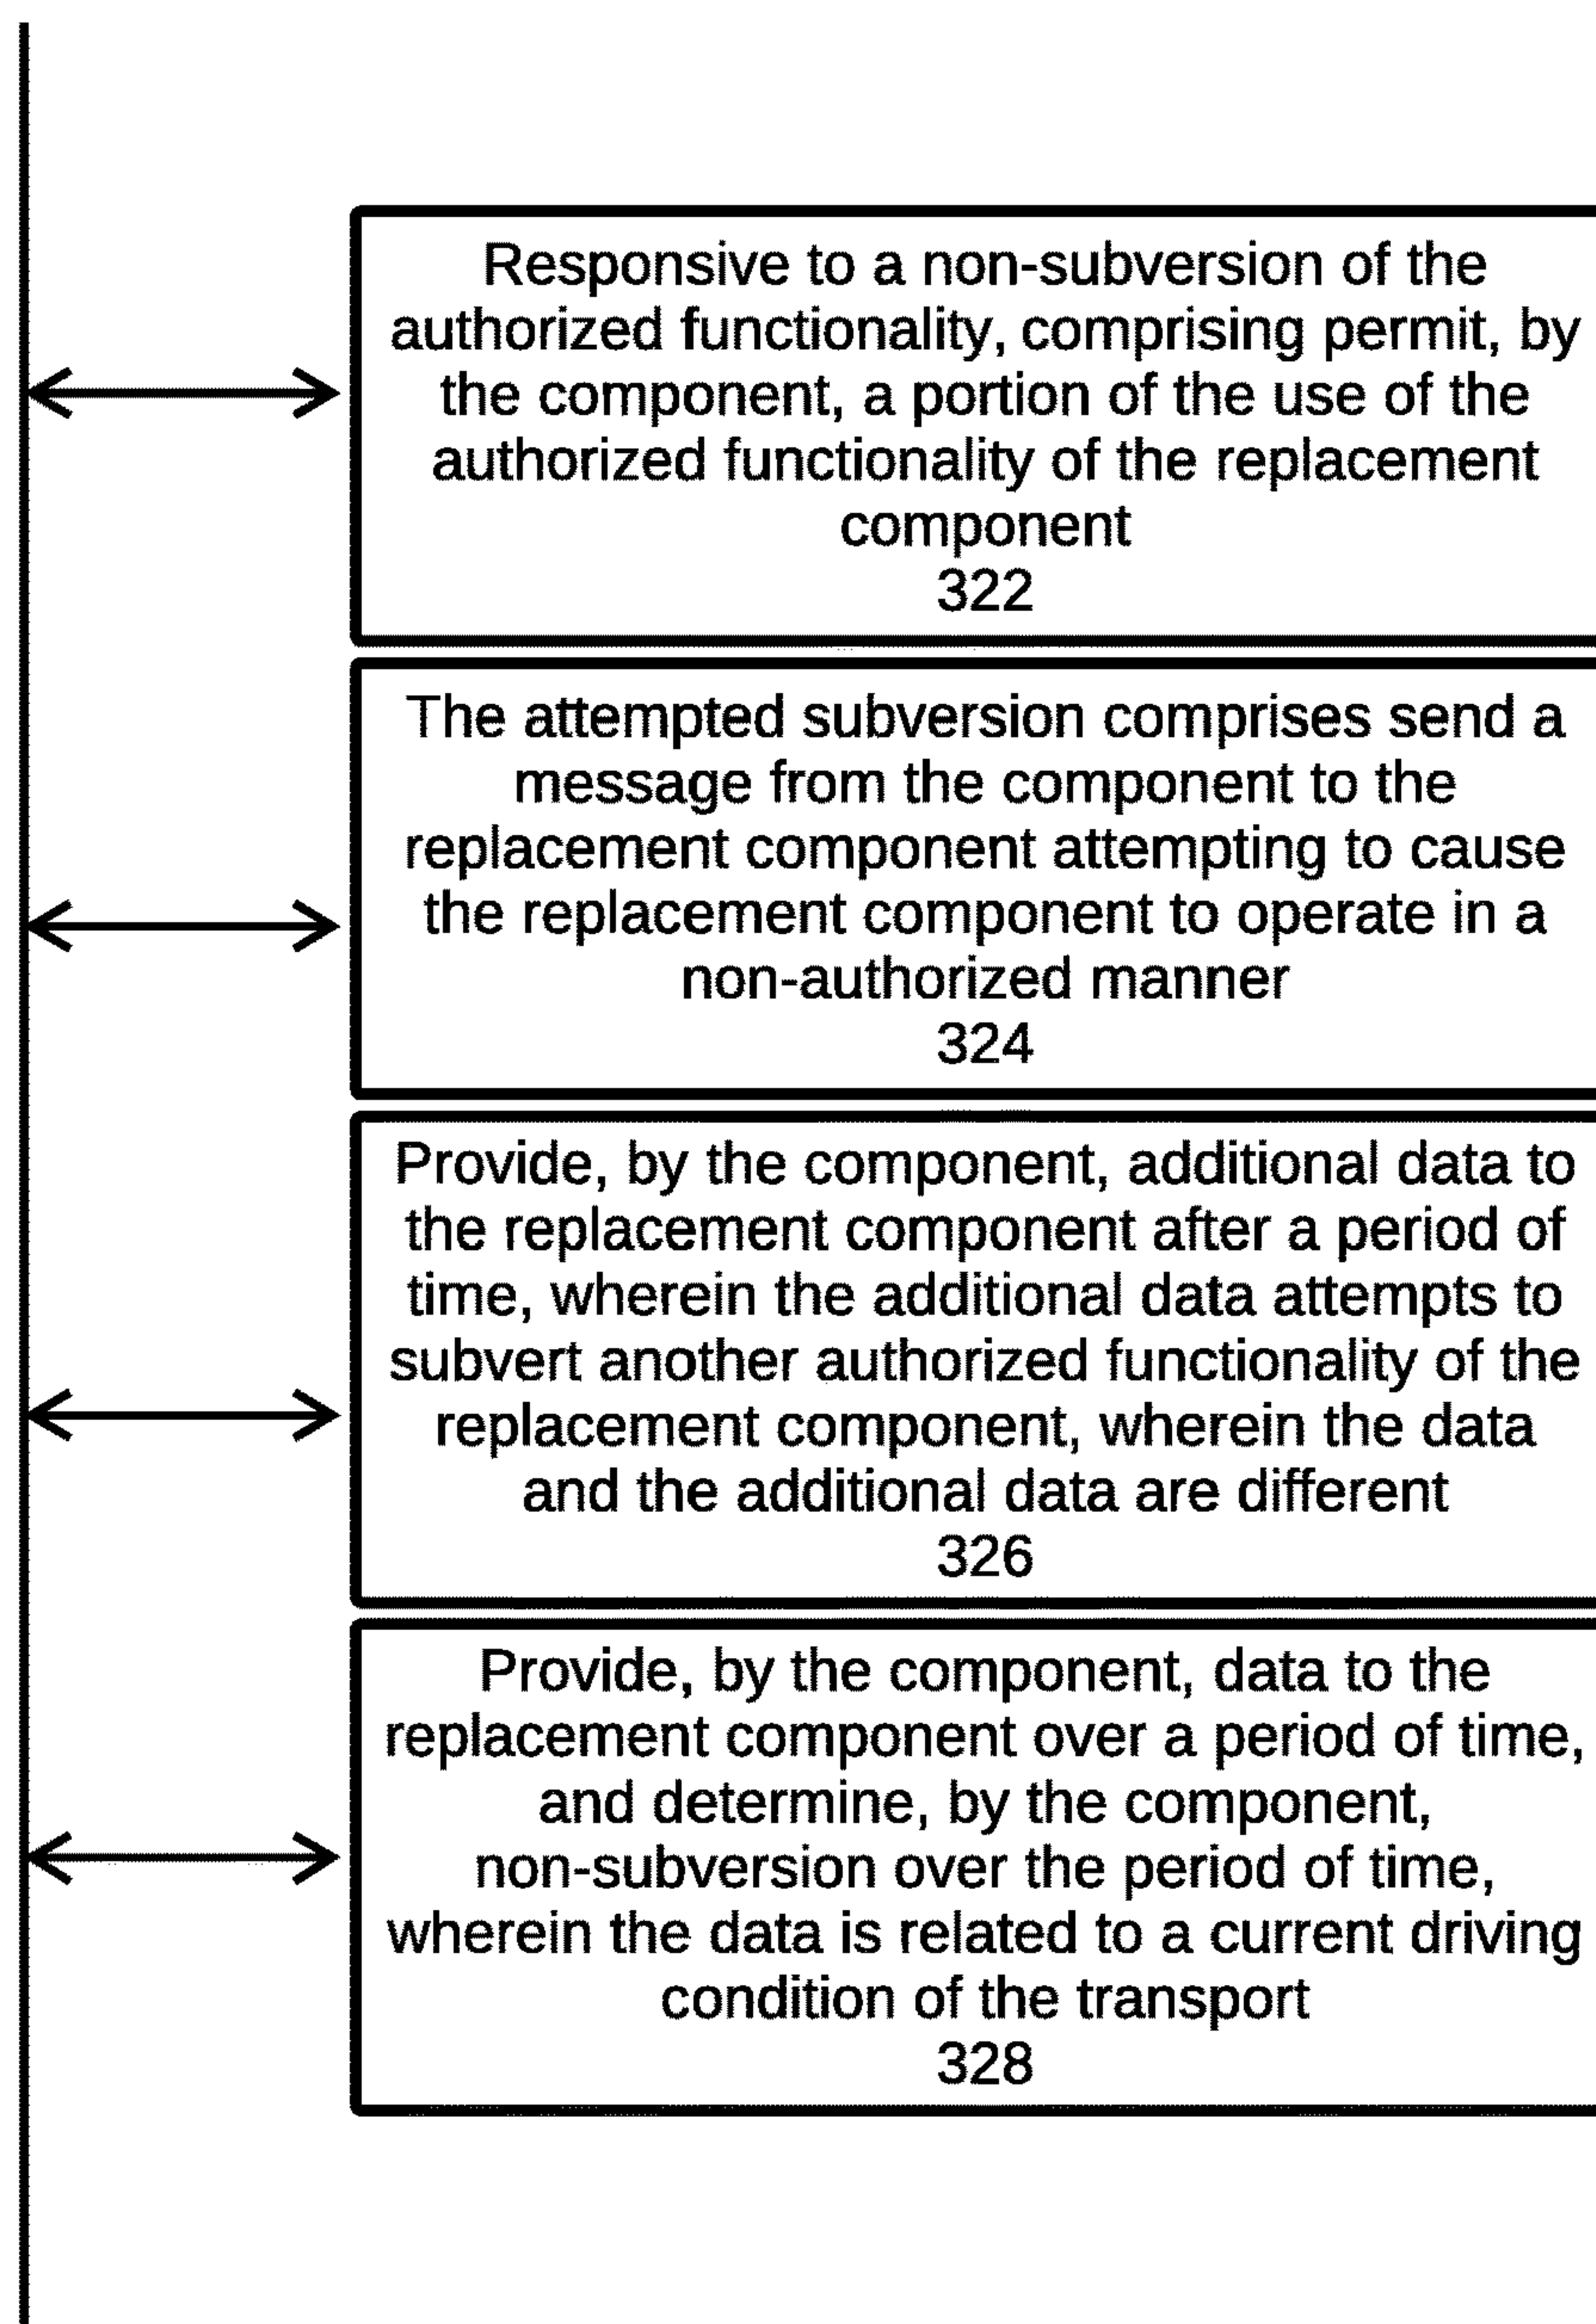 Responsive to a non-subversion of the
authorized functionality, comprising permit, by
the component, a portion of the use of the
authorized functionality of the replacement
component
322
The attempted subversion comprises send a
message from the component to the
replacement component attempting to cause
the replacement component to operate in a
non-authorized manner
324
Provide, by the component, additional data to
the replacement component after a period of
time, wherein the additional data attempts to
subvert another authorized functionality of the
replacement component, wherein the data
and the additional data are different
326
Provide, by the component, data to the
replacement component over a period of time,
and determine, by the component,
non-subversion over the period of time,
wherein the data is related to a current driving
condition of the transport
328